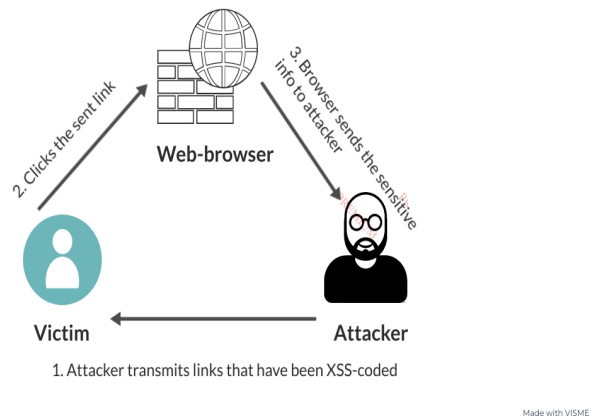 3. Browser sends the sensitive
info to attacker
2. Clicks the sent link
Web-browser
Victim
Attacker
1. Attacker transmits links that have been XSS-coded
Made with VISME